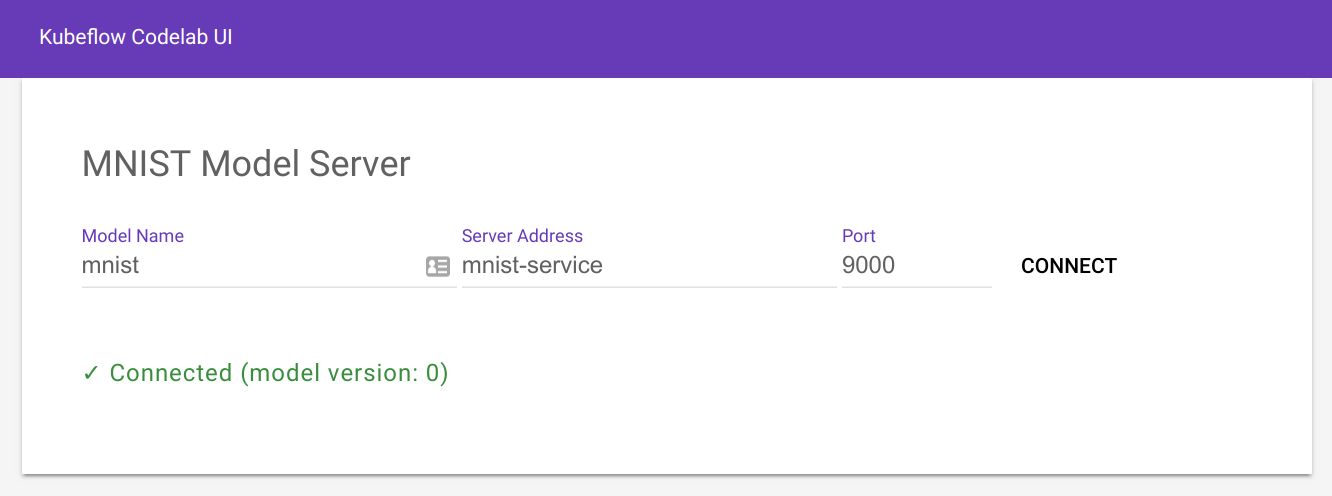 Kubeflow Codelab UI
MNIST Model Server
Model Name Server Address Port
mnist mnist-service 9000 CONNECT
✓ Connected (model version: 0)